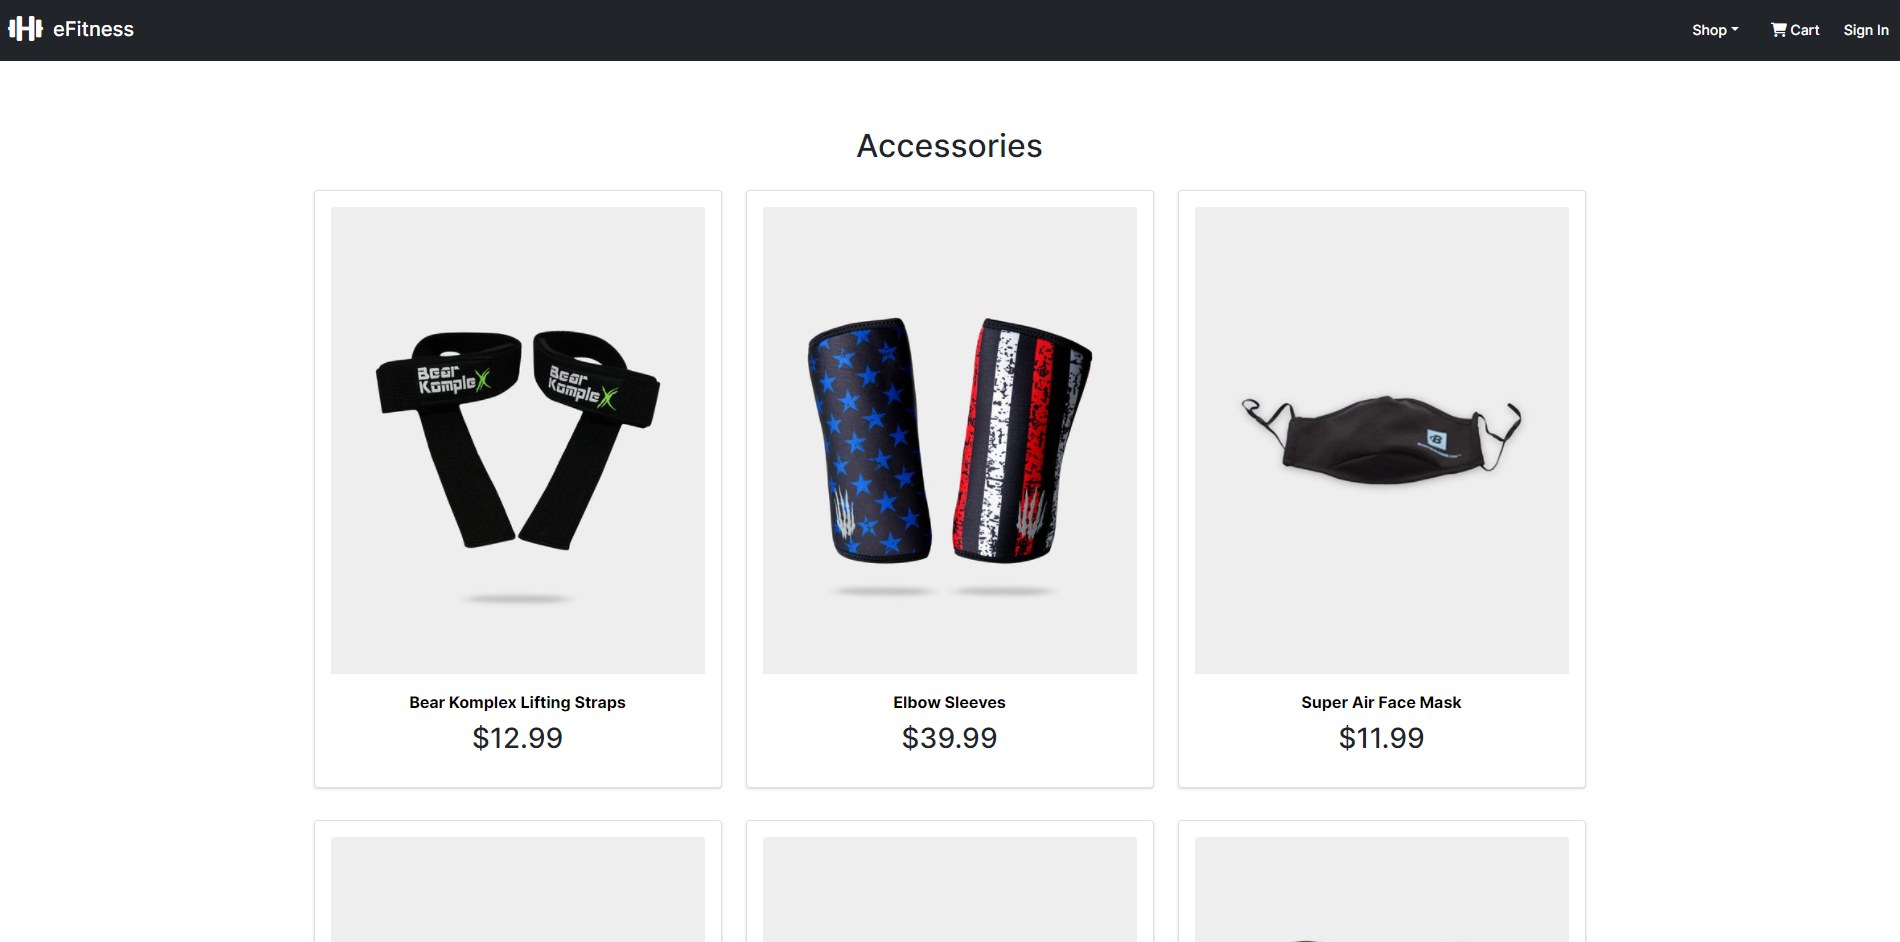 eFitness
Shop
Cart
Sign In
Accessories
Bear
KompleX
Bear
KompleX
Bear Komplex Lifting Straps
$12.99
Elbow Sleeves
$39.99
Super Air Face Mask
$11.99